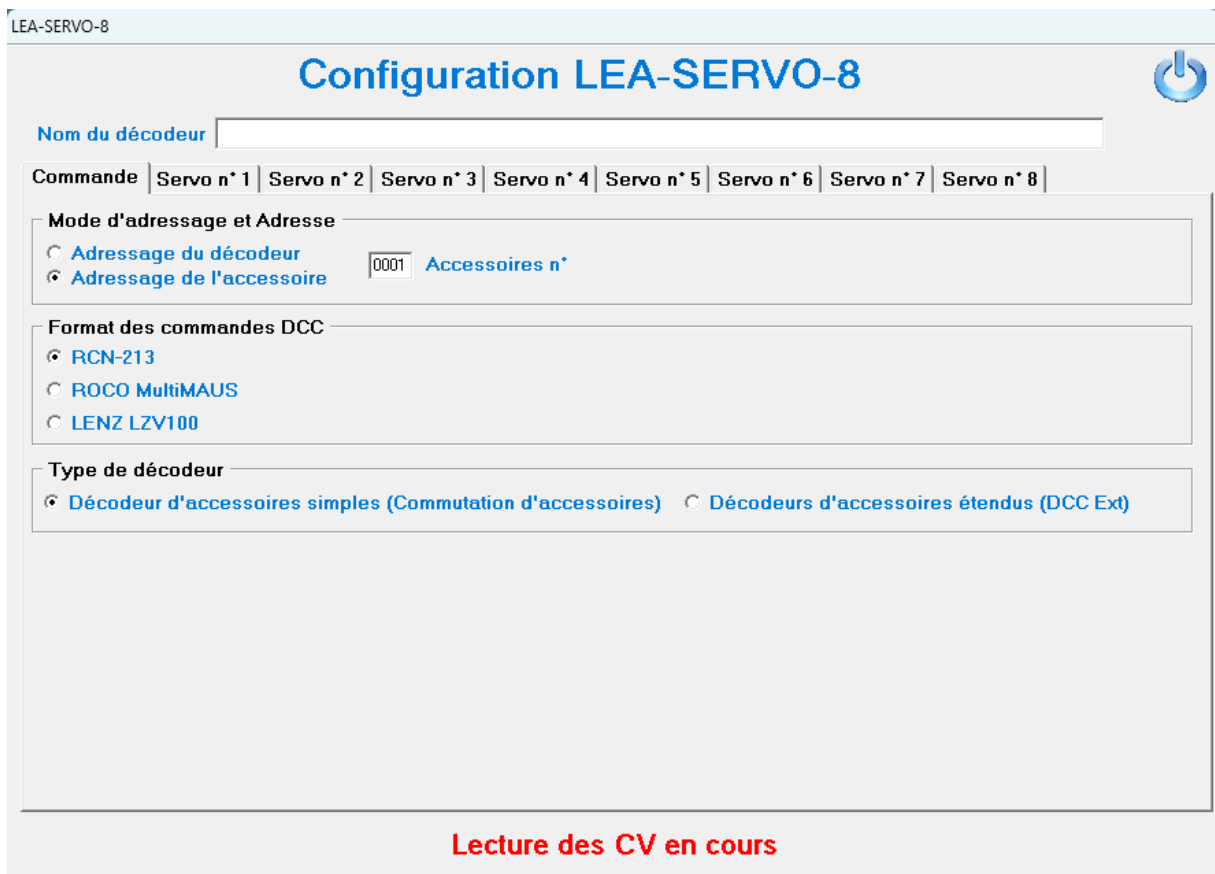 LEA-SERVO-8
Configuration LEA-SERVO-8
Nom du décodeur
Commande Servo n° 1 Servo n° 2 Servo n° 3 Servo n° 4 Servo n° 5 Servo n° 6 Servo n° 7 Servo n° 8
Mode d'adressage et Adresse
Adressage du décodeur
Adressage de l'accessoire
0001 Accessoires n°
Format des commandes DCC
RCN-213
ROCO MultiMAUS
LENZ LZV100
Type de décodeur
Décodeur d'accessoires simples (Commutation d'accessoires) Décodeurs d'accessoires étendus (DCC Ext)
Lecture des CV en cours